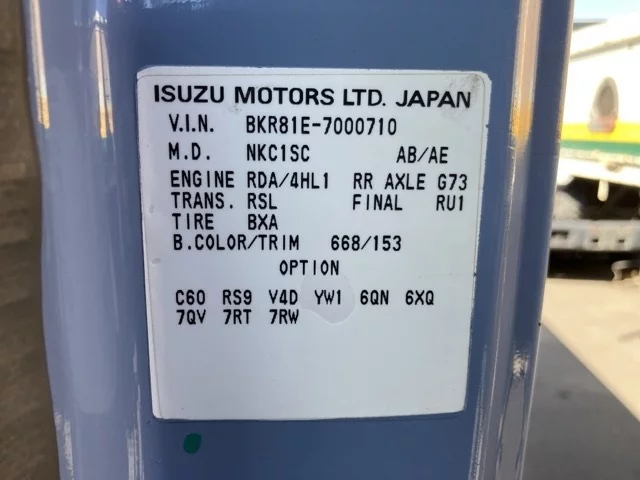 ISUZU MOTORS LTD. JAPAN
V.I.N. BKR81E-7000710
M.D. NKC1SC AB/AE
ENGINE RDA/4HL1 RR AXLE G73
TRANS. RSL FINAL RU1
TIRE BXA
B.COLOR/TRIM 668/153
OPTION
C60 RS9 V4D YW1 6QN 6XQ
7QV 7RT 7RW